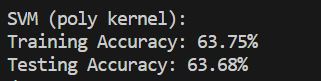 SVM (poly kernel):
Training Accuracy: 63.75%
Testing Accuracy: 63.68%